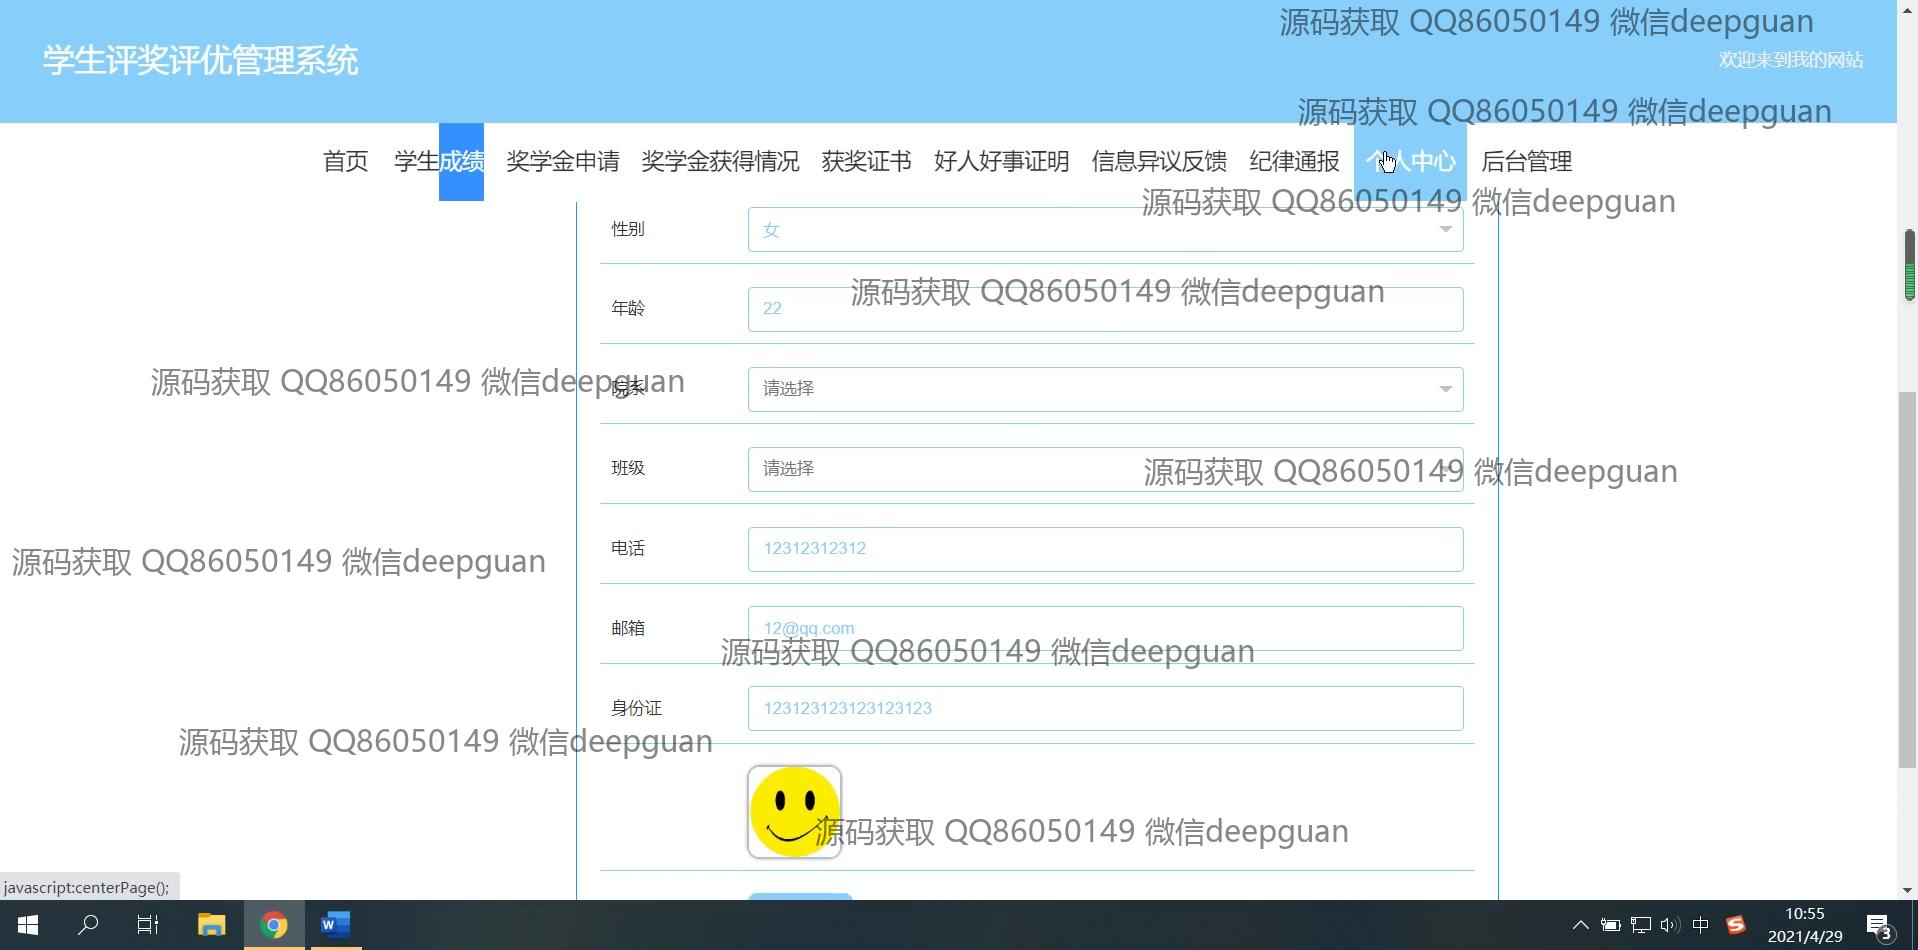 源码获取 QQ86050149 微信deepguan
学生评奖评优管理系统
欢迎来到我的网站
源码获取 QQ86050149 微信deepguan
首页 学生成绩 奖学金申请 奖学金获得情况 获奖证书 好人好事证明 信息异议反馈 纪律通报 个人中心 后台管理
源码获取 QQ86050149 微信deepguan
性别 女
源码获取 QQ86050149 微信deepguan
年龄 22
源码获取 QQ86050149 微信deepguan
院系 请选择
班级 请选择
源码获取 QQ86050149 微信deepguan
电话 12312312312
源码获取 QQ86050149 微信deepguan
邮箱 12@qq.com
源码获取 QQ86050149 微信deepguan
身份证 123123123123123123
源码获取 QQ86050149 微信deepguan
源码获取 QQ86050149 微信deepguan
javascript:centerPage();
W
中
S
10:55
2021/4/29
3